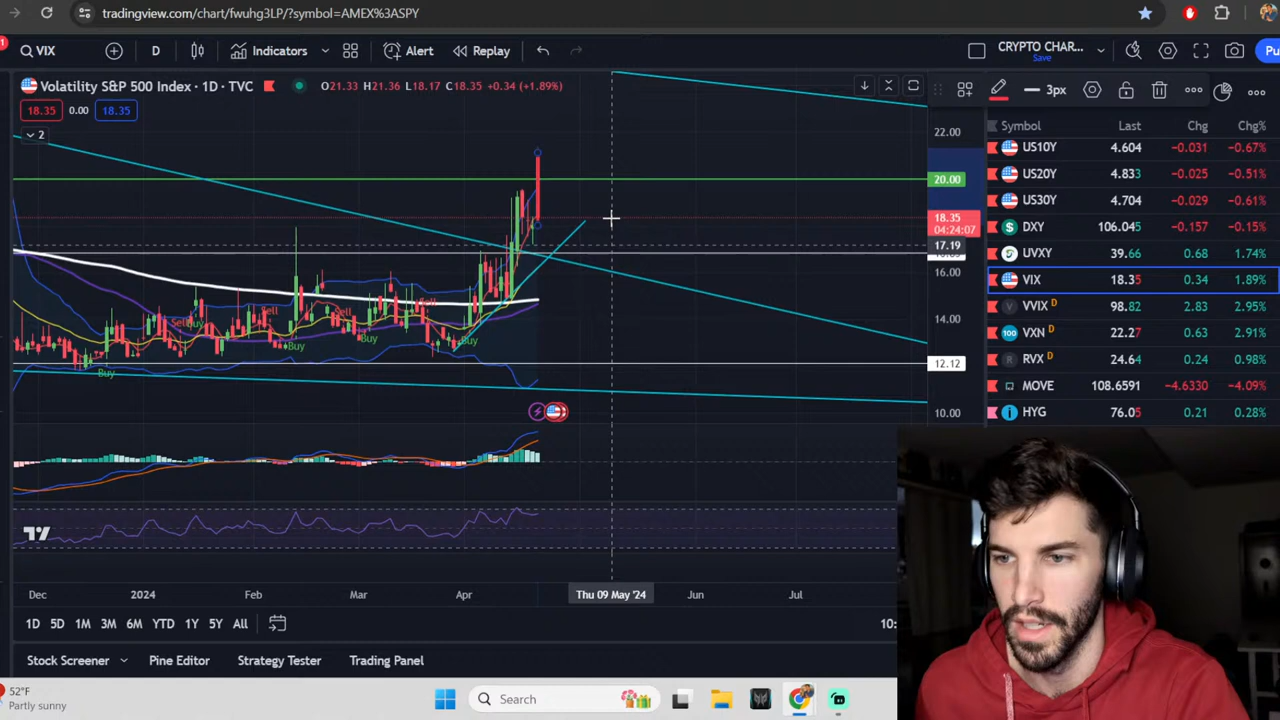 tradingview.com/chart/fwuhg3LP/?symbol=AMEX%3ASPY
VIX
D
Indicators
Alert
Replay
CRYPTO CHAR...
Save
Pu
Volatility S&P 500 Index · 1D · TVC
O21.33 H21.36 L18.17 C18.35 +0.34 (+1.89%)
18.35 0.00 18.35
2
3px
22.00
20.00
18.35
04:24:07
17.19
16.00
14.00
12.12
10.00
Sell
Buy
Sell
Buy
Sell
Buy
Sell
Buy
Buy
Symbol Last Chg Chg%
US10Y 4.604 −0.031 −0.67%
US20Y 4.833 −0.025 −0.51%
US30Y 4.704 −0.029 −0.61%
DXY 106.045 −0.157 −0.15%
UVXY 39.66 0.68 1.74%
VIX 18.35 0.34 1.89%
VVIX D 98.82 2.83 2.95%
VXN D 22.27 0.63 2.91%
RVX D 24.64 0.24 0.98%
MOVE 108.6591 −4.6330 −4.09%
HYG 76.05 0.21 0.28%
Dec 2024 Feb Mar Apr Thu 09 May '24 Jun Jul
1D 5D 1M 3M 6M YTD 1Y 5Y All
10:
Stock Screener Pine Editor Strategy Tester Trading Panel
52°F
Partly sunny
Search